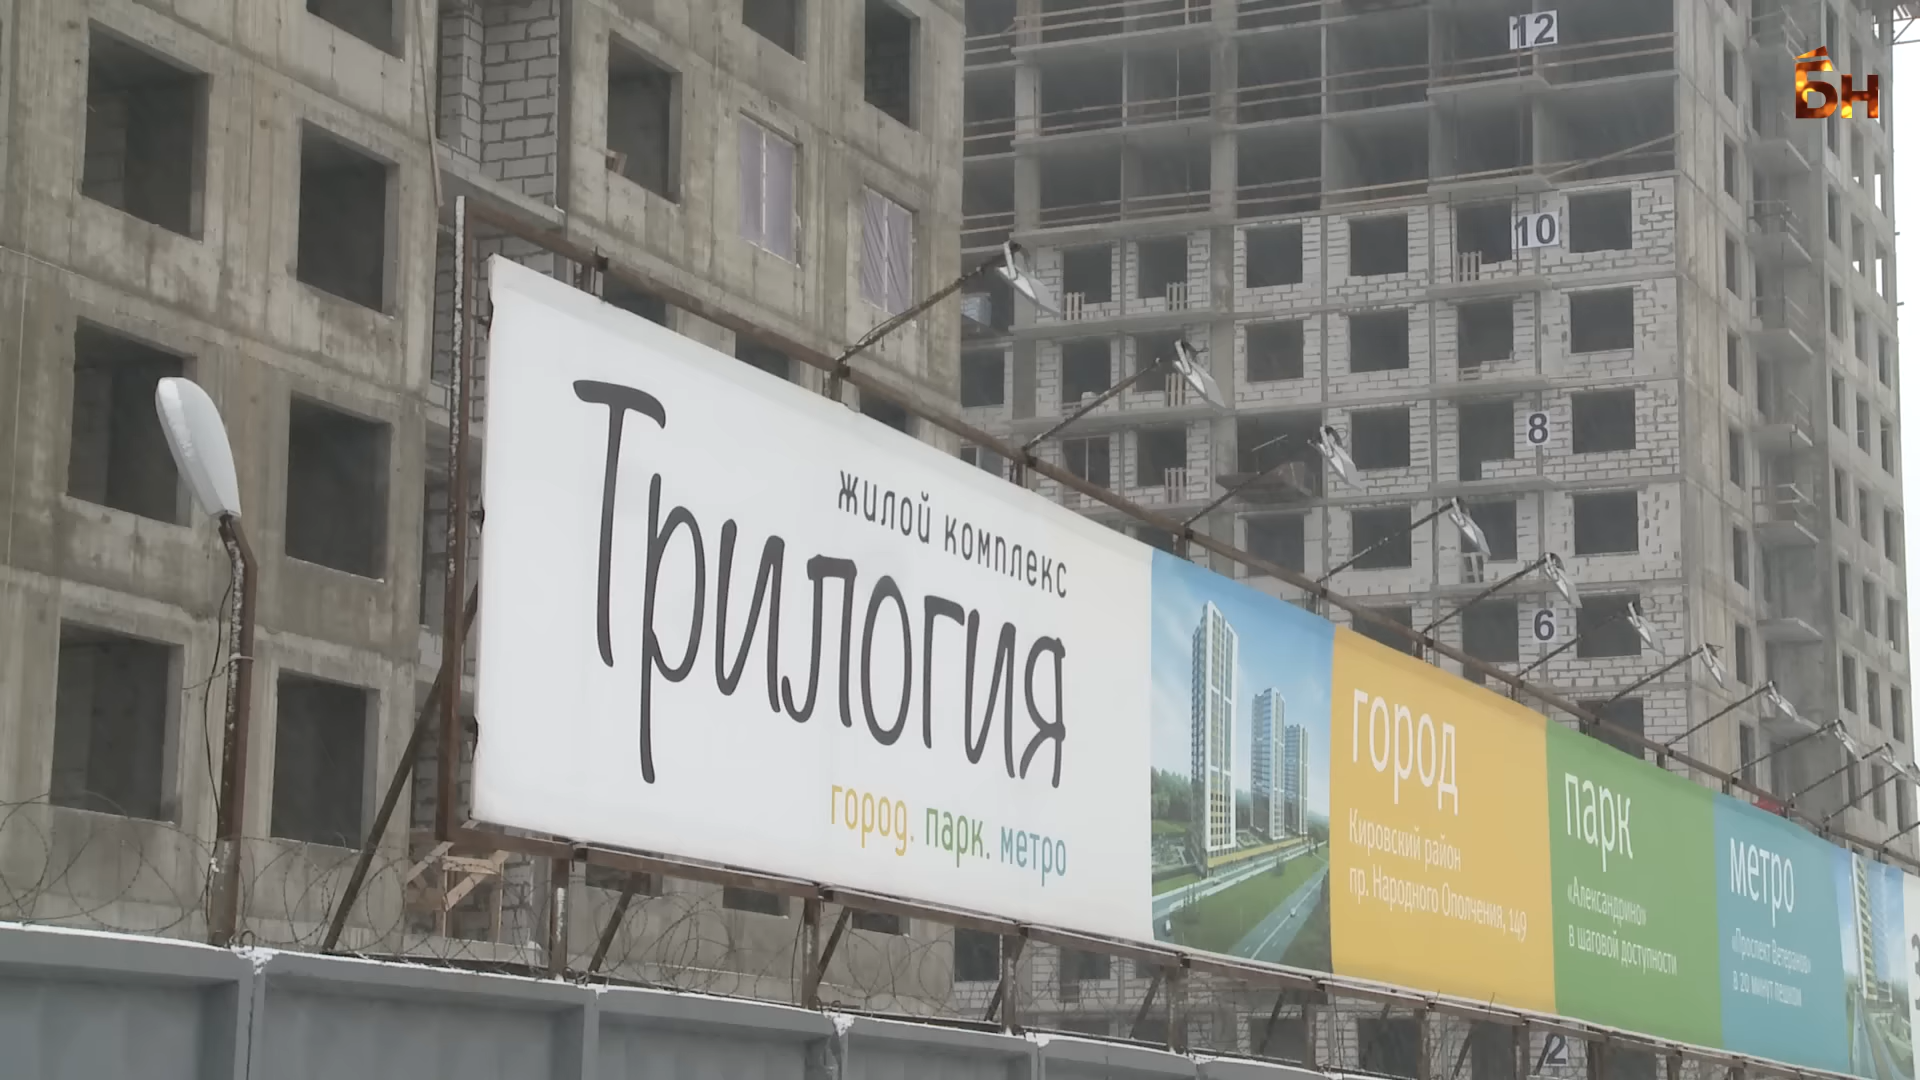 12
БН
10
8
6
2
жилой комплекс
Трилогия
город. парк. метро
город
Кировский район
пр. Народного Ополчения, 149
парк
«Александрино»
в шаговой доступности
метро
«Проспект Ветеранов»
в 20 минут пешком